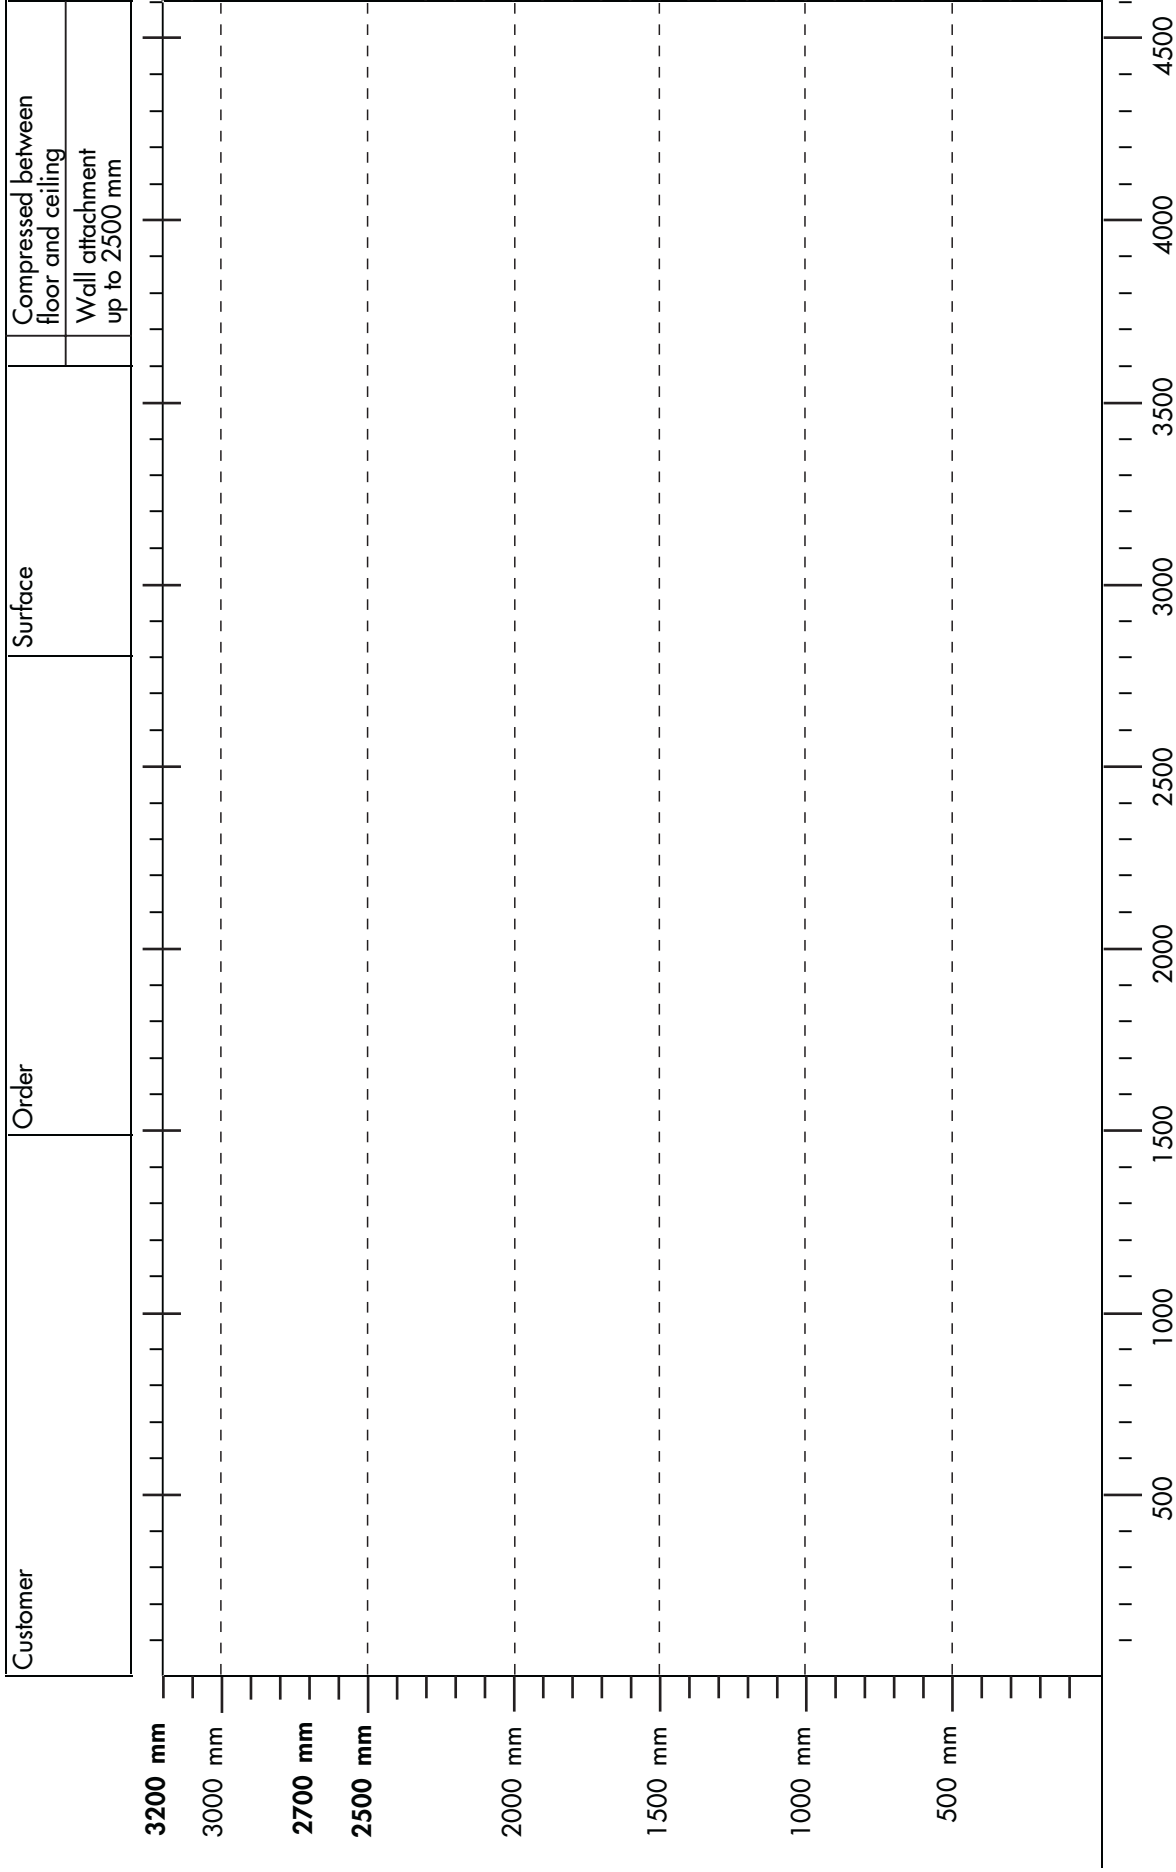 Customer
Order
Surface
Compressed between
floor and ceiling
Wall attachment
up to 2500 mm
3200 mm
3000 mm
2700 mm
2500 mm
2000 mm
1500 mm
1000 mm
500 mm
500
1000
1500
2000
2500
3000
3500
4000
4500